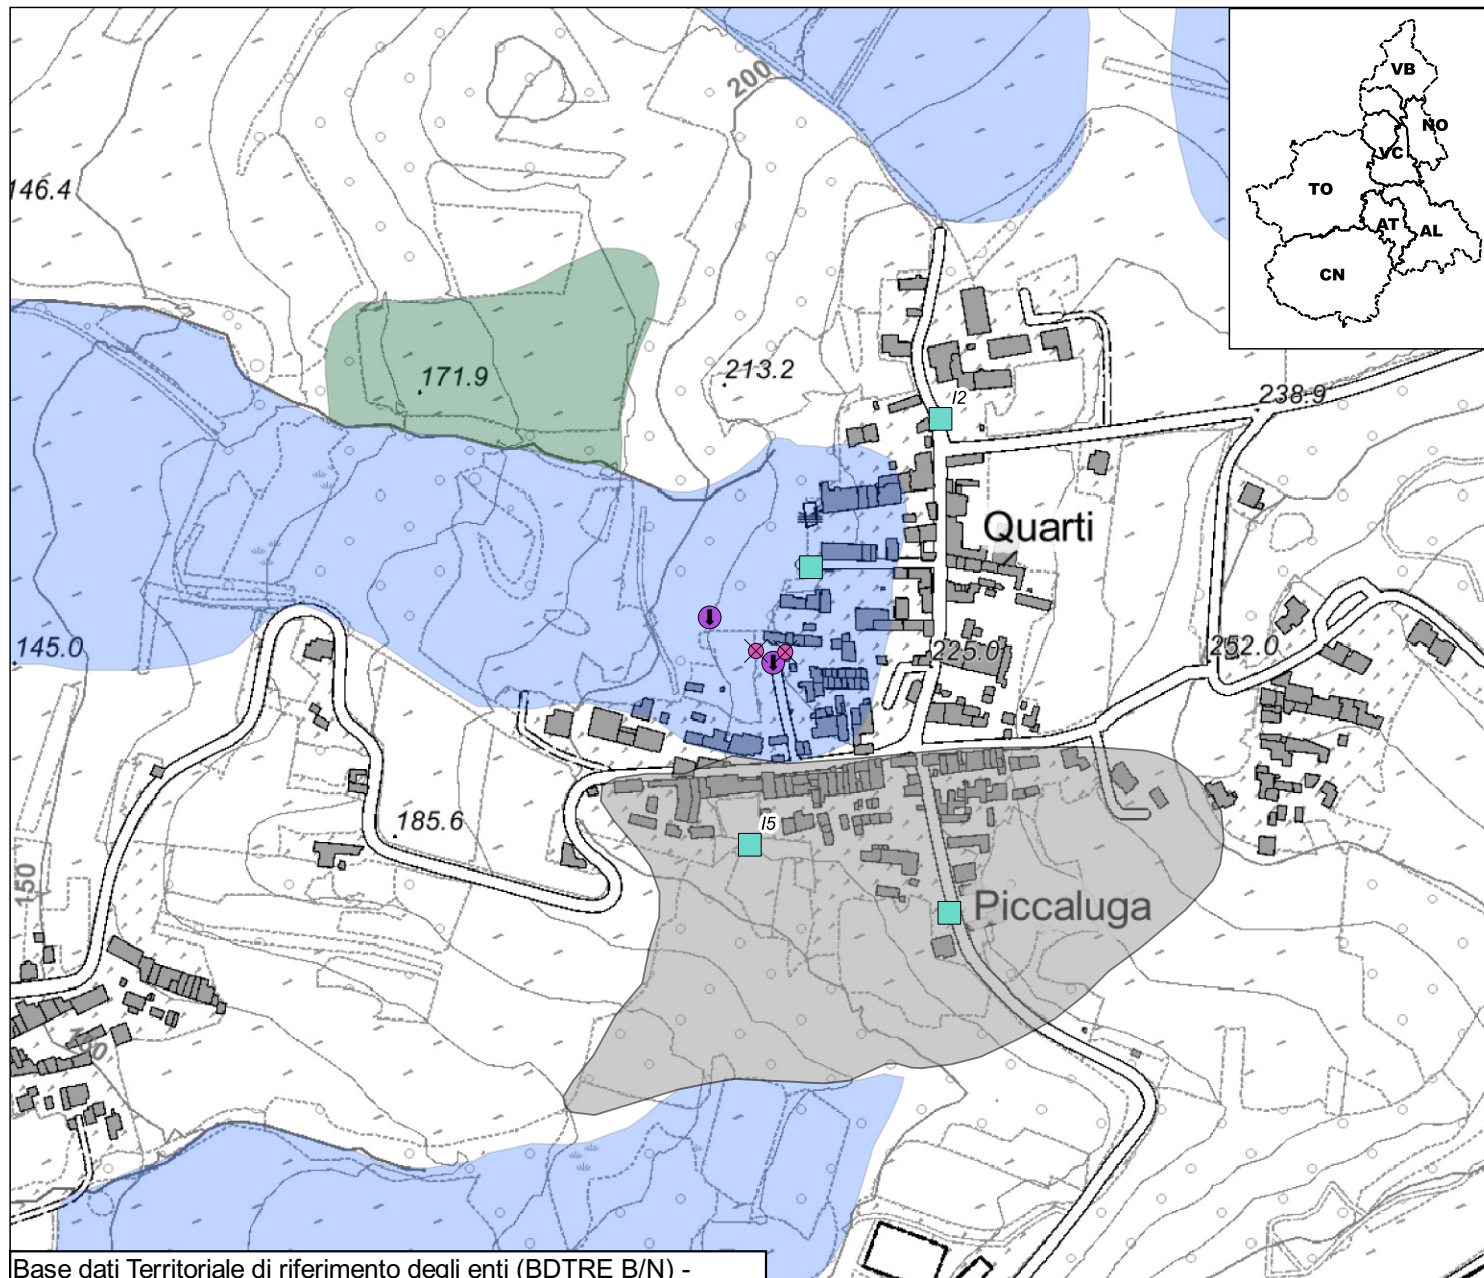 200
VB
NO
VC
TO
AT
AL
CN
146.4
171.9
213.2
238.9
I2
Quarti
145.0
225.0
252.0
185.6
I5
150
Piccaluga
Base dati Territoriale di riferimento degli enti (BDTRE B/N) -